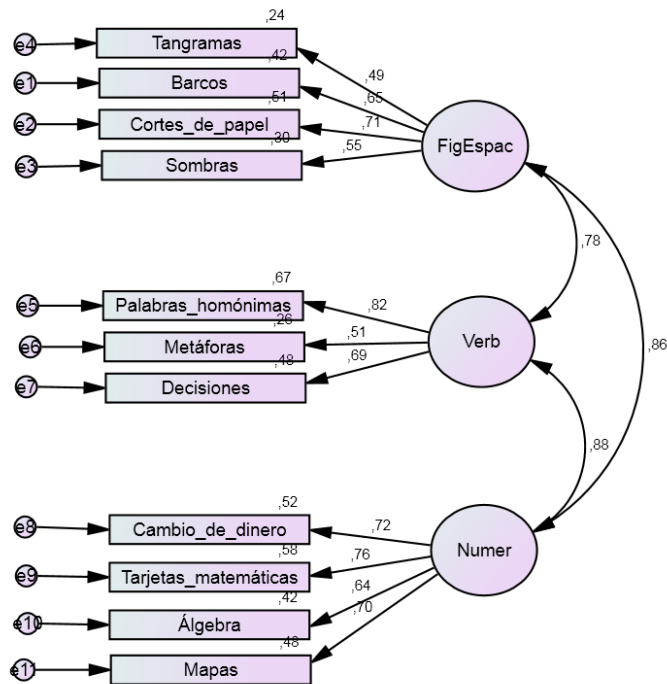 ,24
e4
Tangramas
,49
,42
e1
Barcos
,65
,51
e2
Cortes_de_papel
,71
,30
e3
Sombras
,55
FigEspac
,78
,86
,67
e5
Palabras_homónimas
,82
,26
e6
Metáforas
,51
,48
e7
Decisiones
,69
Verb
,88
,52
e8
Cambio_de_dinero
,72
,58
e9
Tarjetas_matemáticas
,76
,42
e10
Álgebra
,64
,48
e11
Mapas
,70
Numer